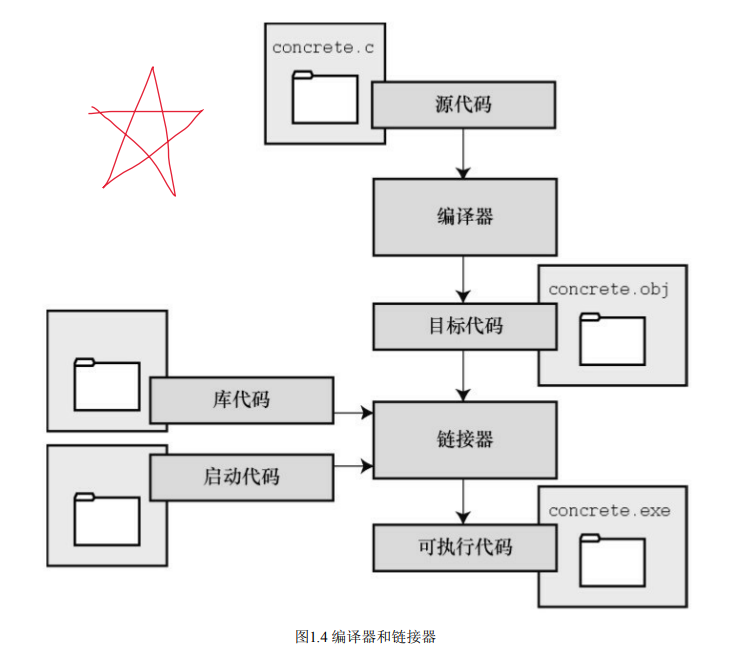 concrete.c
源代码
编译器
concrete.obj
目标代码
库代码
链接器
启动代码
concrete.exe
可执行代码
图1.4 编译器和链接器